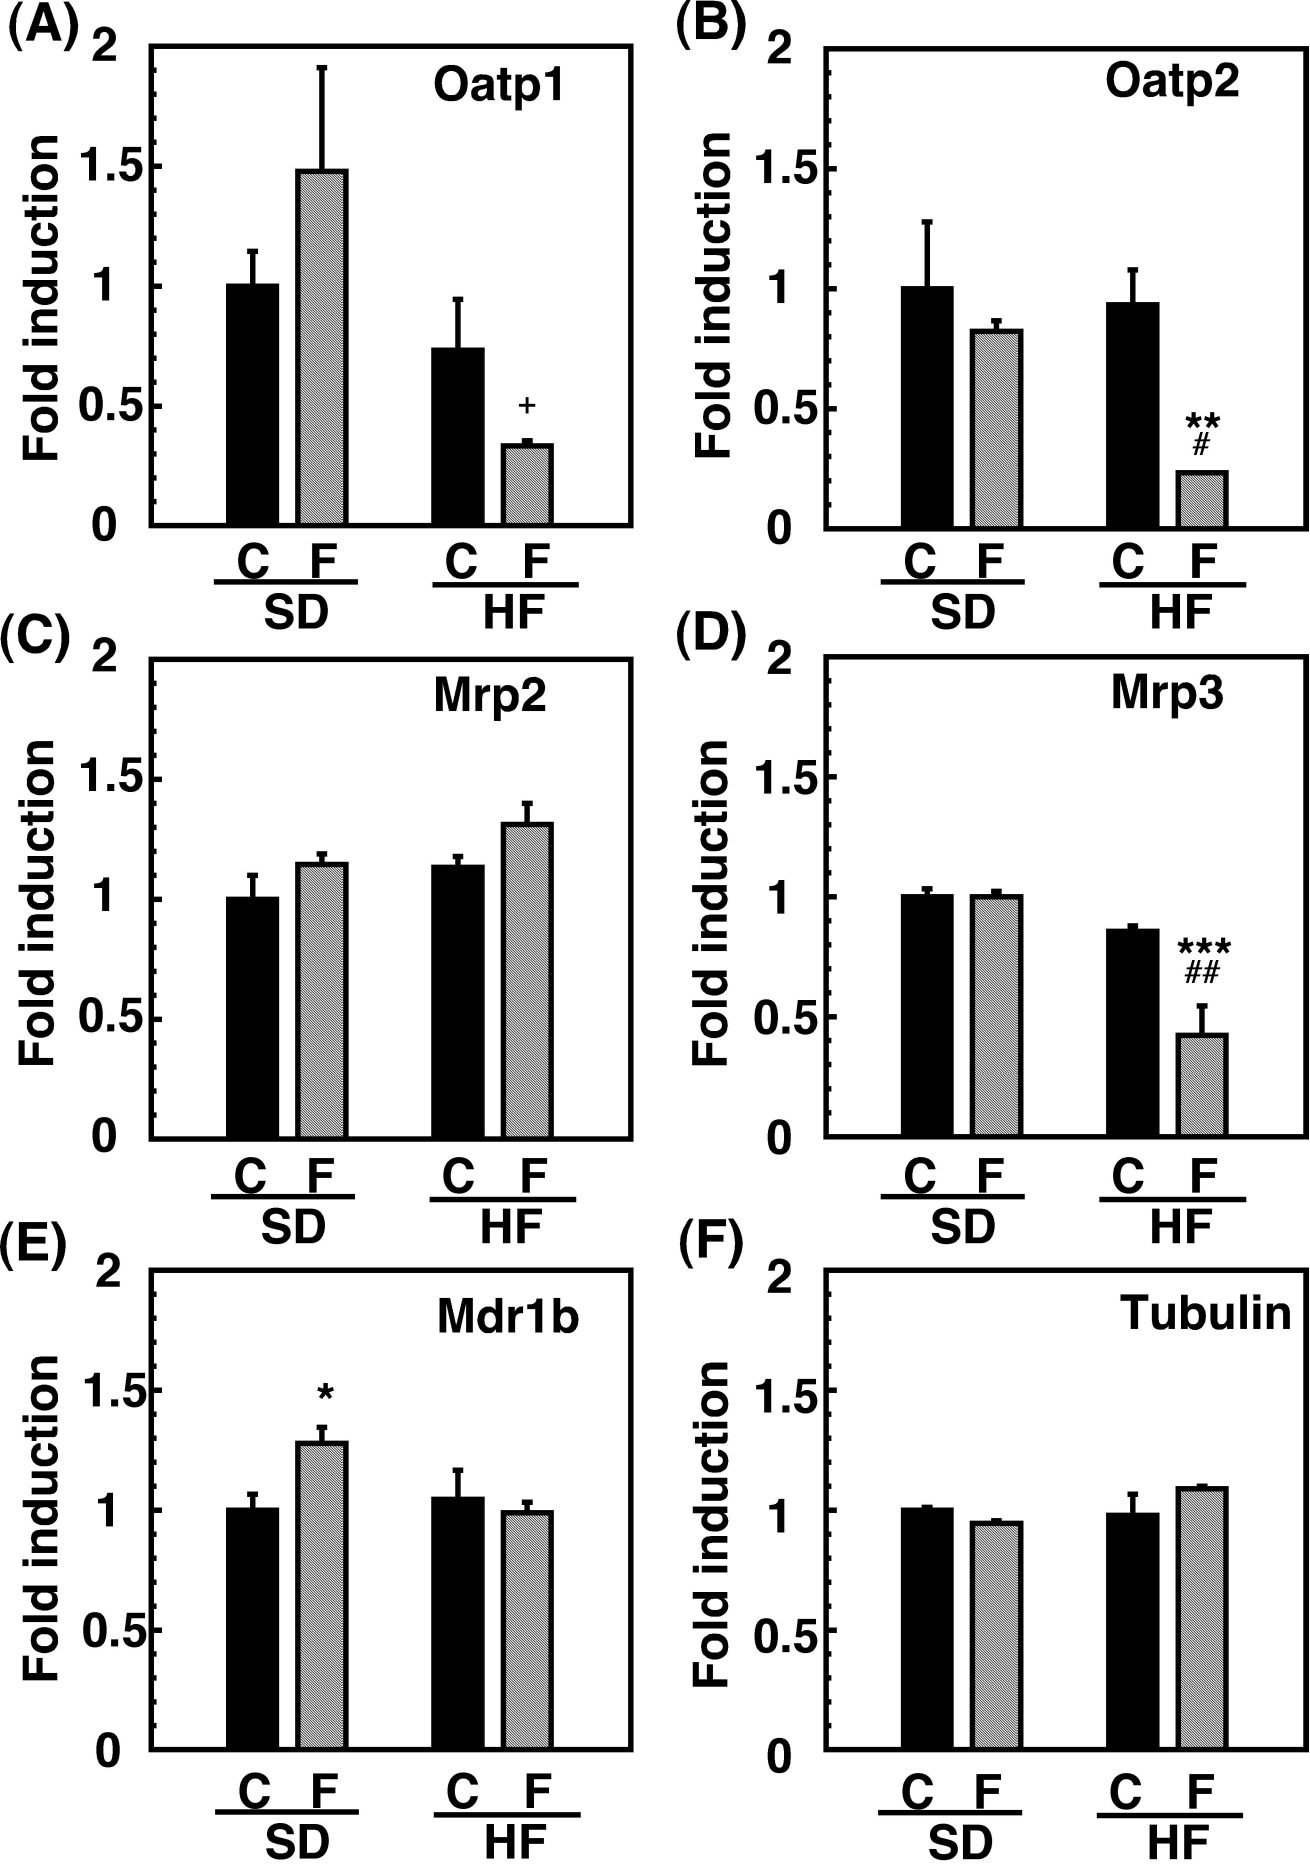 (A)
Oatp1
Fold induction
2
1.5
1
0.5
0
+
C F C F
SD HF
(B)
Oatp2
Fold induction
2
1.5
1
0.5
0
**
#
C F C F
SD HF
(C)
Mrp2
Fold induction
2
1.5
1
0.5
0
C F C F
SD HF
(D)
Mrp3
Fold induction
2
1.5
1
0.5
0
***
##
C F C F
SD HF
(E)
Mdr1b
Fold induction
2
1.5
1
0.5
0
*
C F C F
SD HF
(F)
Tubulin
Fold induction
2
1.5
1
0.5
0
C F C F
SD HF